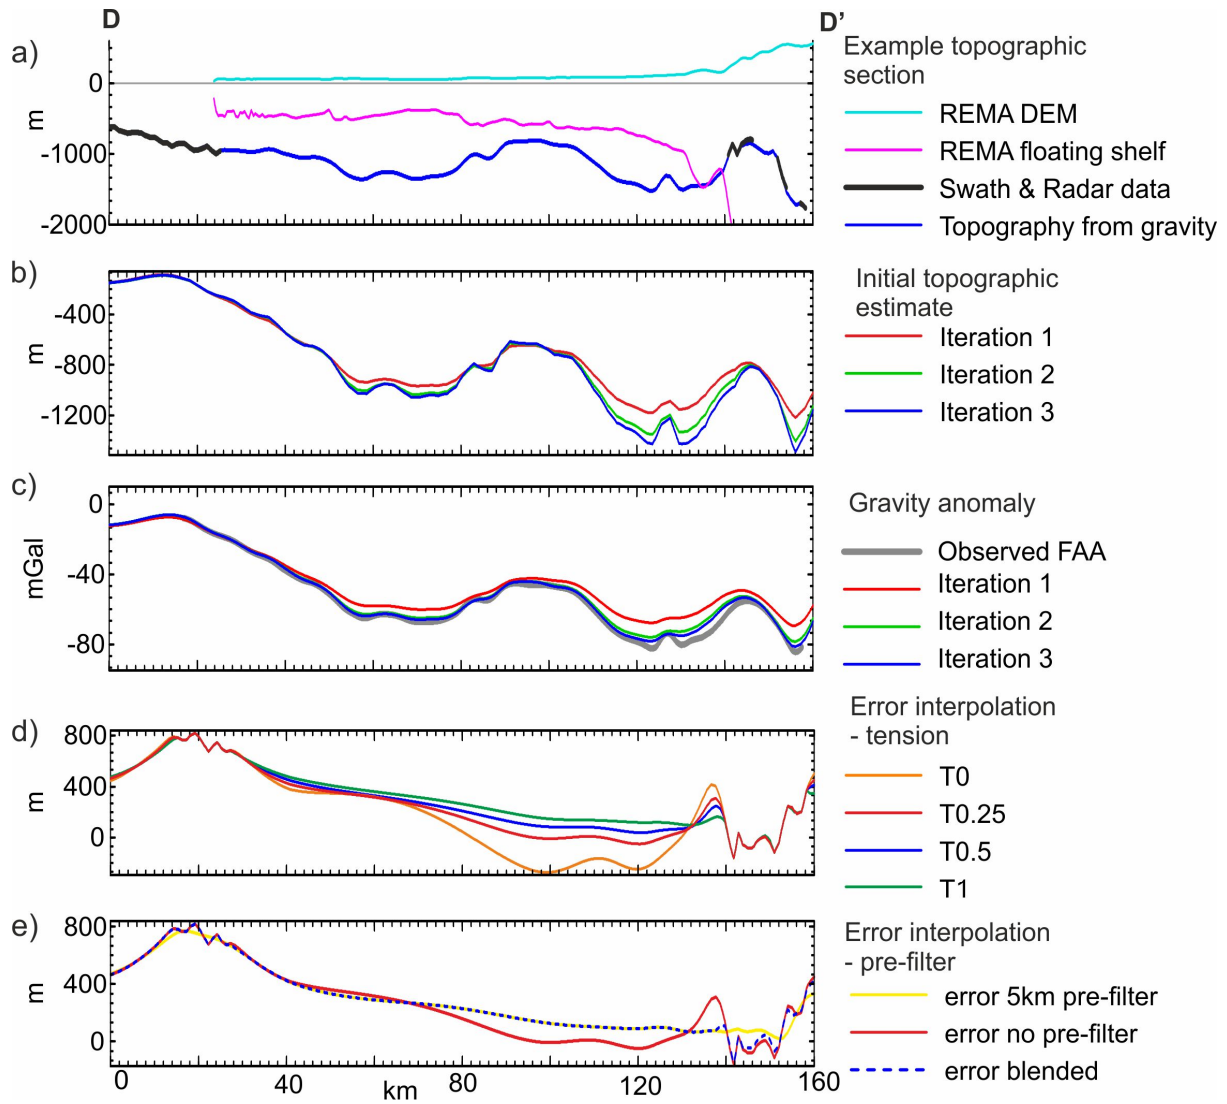 D
D'
a)
0
-1000
-2000
m
Example topographic
section
REMA DEM
REMA floating shelf
Swath & Radar data
Topography from gravity
b)
-400
-800
-1200
m
Initial topographic
estimate
Iteration 1
Iteration 2
Iteration 3
c)
0
-40
-80
mGal
Gravity anomaly
Observed FAA
Iteration 1
Iteration 2
Iteration 3
d)
800
400
0
m
Error interpolation
- tension
T0
T0.25
T0.5
T1
e)
800
400
0
m
Error interpolation
- pre-filter
error 5km pre-filter
error no pre-filter
error blended
0 40 km 80 120 160